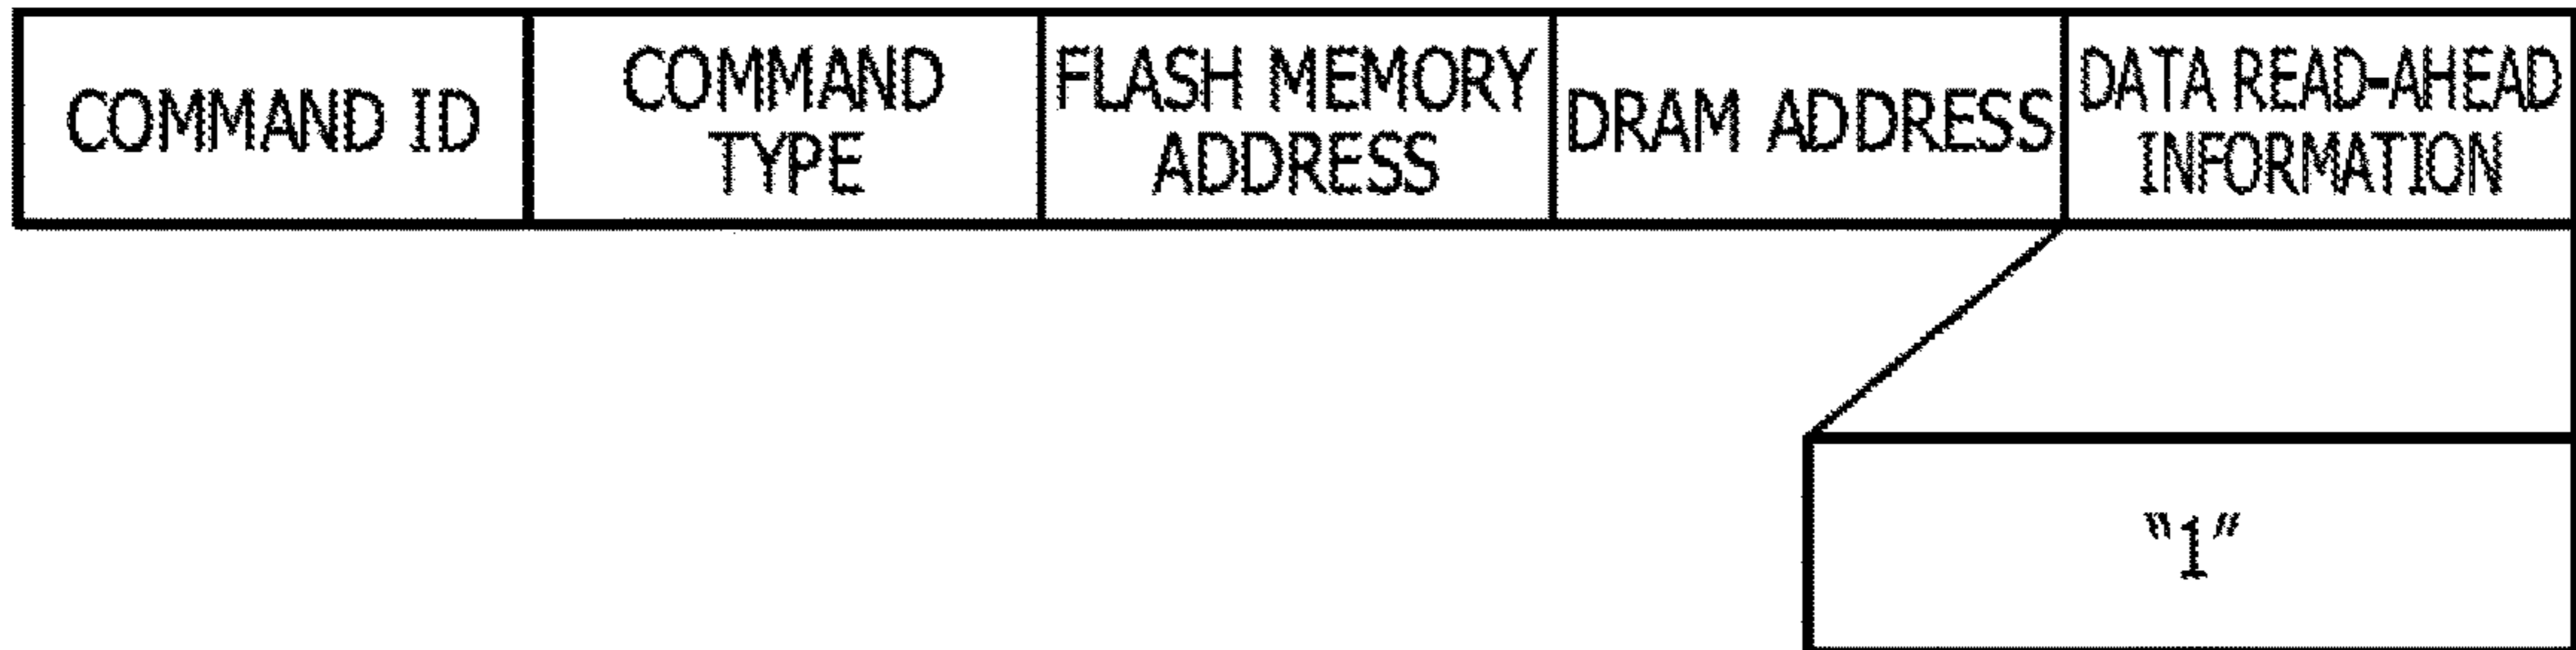 COMMAND ID
COMMAND
TYPE
FLASH MEMORY
ADDRESS
DRAM ADDRESS
DATA READ-AHEAD
INFORMATION
“1”